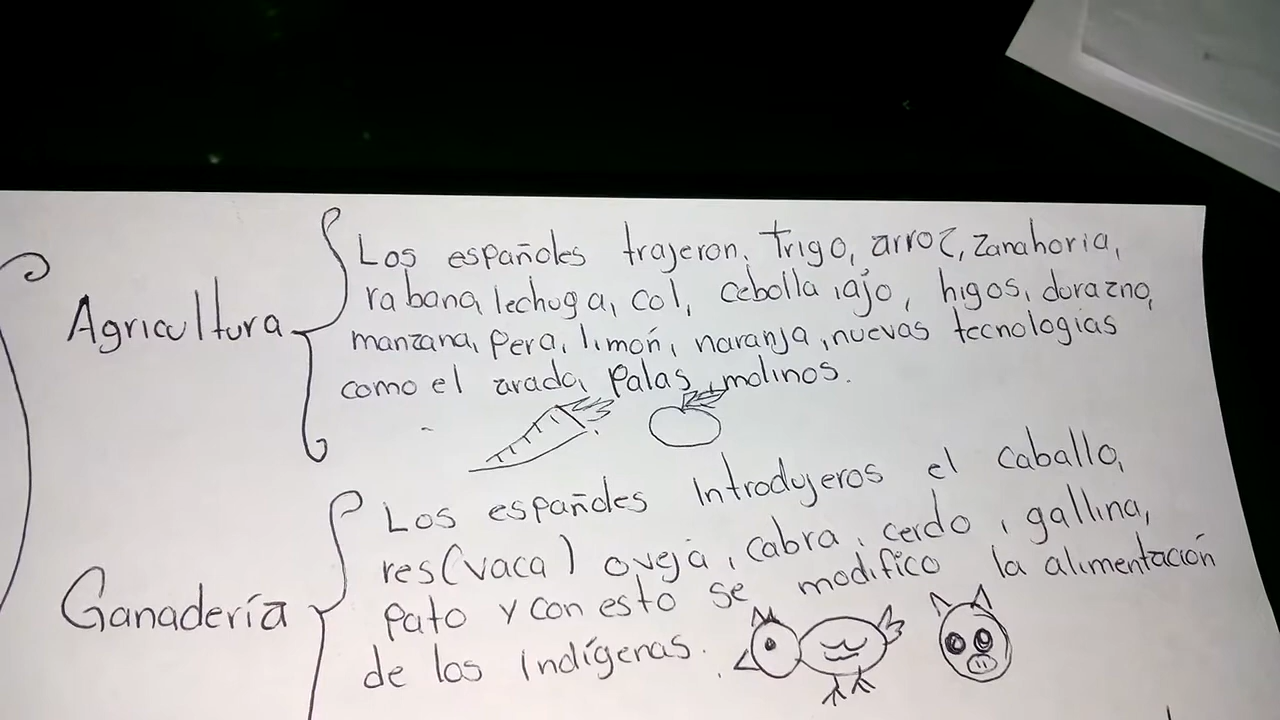 Agricultura
Los españoles trajeron. Trigo, arroz, zanahoria,
rabana, lechuga, col, cebolla, ajo, higos, durazno,
manzana, pera, limón, naranja, nuevas tecnologías
como el arado, palas, molinos.
Ganadería
Los españoles Introdujeros el caballo,
res(vaca) oveja, cabra, cerdo, gallina,
pato y con esto se modifico la alimentación
de los indígenas.